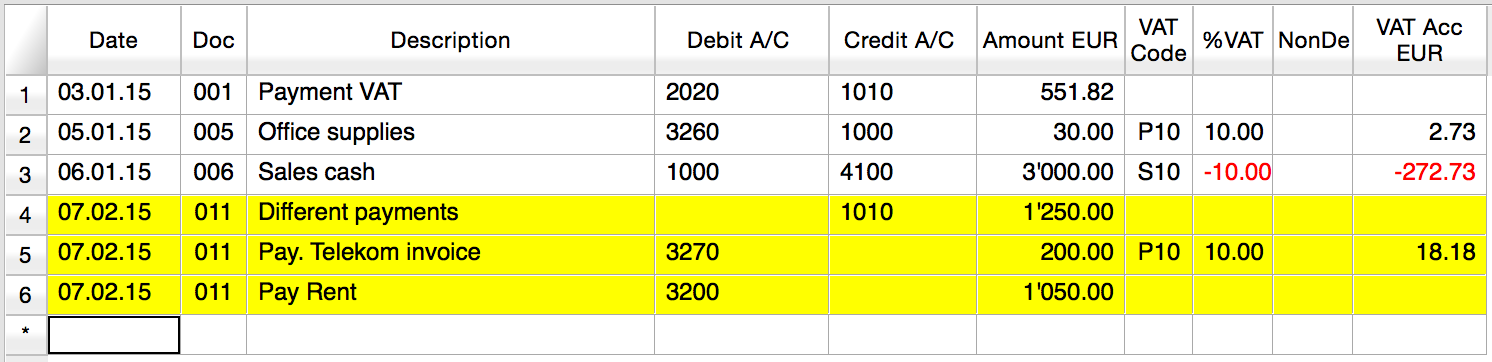 Date Doc Description Debit A/C Credit A/C Amount EUR VAT Code %VAT NonDe VAT Acc EUR
1 03.01.15 001 Payment VAT 2020 1010 551.82
2 05.01.15 005 Office supplies 3260 1000 30.00 P10 10.00 2.73
3 06.01.15 006 Sales cash 1000 4100 3'000.00 S10 -10.00 -272.73
4 07.02.15 011 Different payments 1010 1'250.00
5 07.02.15 011 Pay. Telekom invoice 3270 200.00 P10 10.00 18.18
6 07.02.15 011 Pay Rent 3200 1'050.00
*